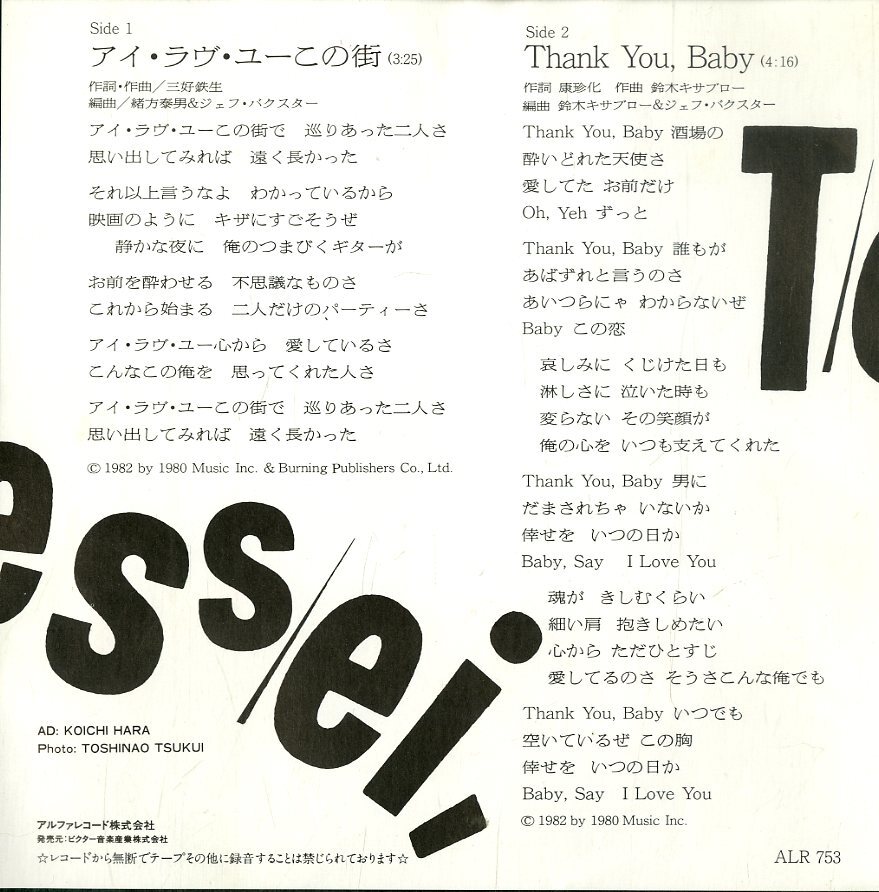 Side 1
アイ・ラヴ・ユーこの街 (3:25)
作詞・作曲／三好鉄生
編曲／緒方泰男&ジェフ・バクスター
アイ・ラヴ・ユーこの街で　巡りあった二人さ
思い出してみれば　遠く長かった
それ以上言うなよ　わかっているから
映画のように　キザにすごそうぜ
静かな夜に　俺のつまびくギターが
お前を酔わせる　不思議なものさ
これから始まる　二人だけのパーティーさ
アイ・ラヴ・ユー心から　愛しているさ
こんなこの俺を　思ってくれた人さ
アイ・ラヴ・ユーこの街で　巡りあった二人さ
思い出してみれば　遠く長かった
© 1982 by 1980 Music Inc. & Burning Publishers Co., Ltd.
Side 2
Thank You, Baby (4:16)
作詞 康珍化　作曲 鈴木キサブロー
編曲 鈴木キサブロー&ジェフ・バクスター
Thank You, Baby 酒場の
酔いどれた天使さ
愛してた お前だけ
Oh, Yeh ずっと
Thank You, Baby 誰もが
あばずれと言うのさ
あいつらにゃ わからないぜ
Baby この恋
哀しみに くじけた日も
淋しさに 泣いた時も
変らない その笑顔が
俺の心を いつも支えてくれた
Thank You, Baby 男に
だまされちゃ いないか
倖せを　いつの日か
Baby, Say　I Love You
魂が　きしむくらい
細い肩　抱きしめたい
心から ただひとすじ
愛してるのさ そうさこんな俺でも
Thank You, Baby いつでも
空いているぜ この胸
倖せを　いつの日か
Baby, Say　I Love You
© 1982 by 1980 Music Inc.
T/
ess/ei,
AD: KOICHI HARA
Photo: TOSHINAO TSUKUI
アルファレコード株式会社
発売元:ビクター音楽産業株式会社
☆レコードから無断でテープその他に録音することは禁じられております☆
ALR 753